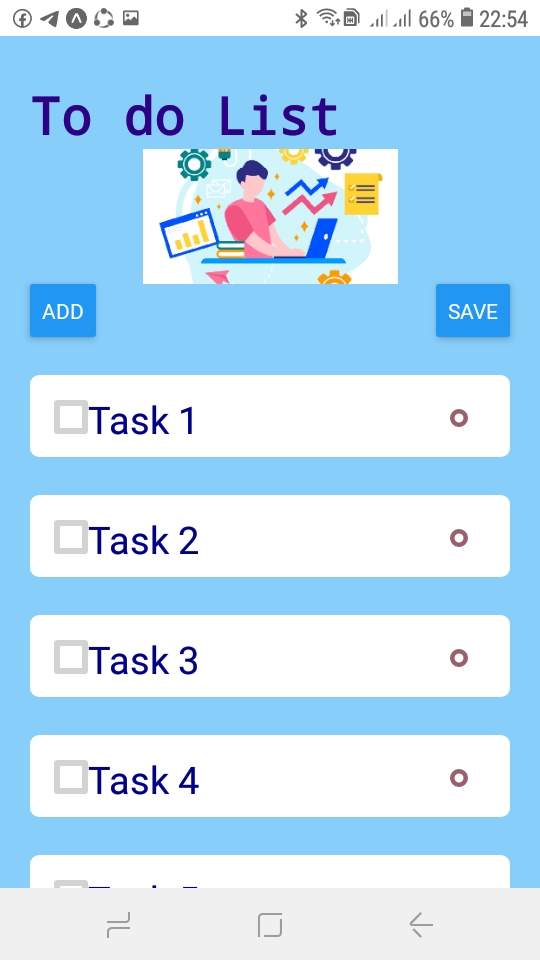 66% 22:54
To do List
ADD
SAVE
Task 1
Task 2
Task 3
Task 4